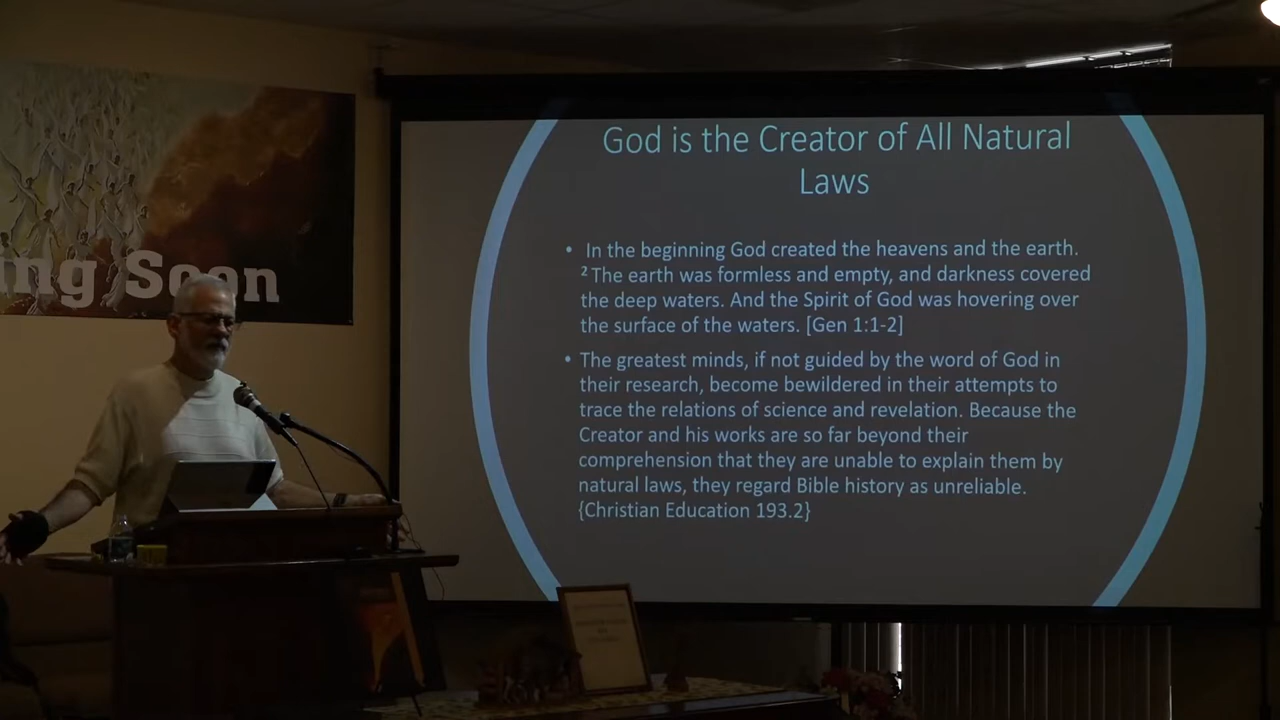 ing Soon
God is the Creator of All Natural
Laws
• In the beginning God created the heavens and the earth.
² The earth was formless and empty, and darkness covered
the deep waters. And the Spirit of God was hovering over
the surface of the waters. [Gen 1:1-2]
• The greatest minds, if not guided by the word of God in
their research, become bewildered in their attempts to
trace the relations of science and revelation. Because the
Creator and his works are so far beyond their
comprehension that they are unable to explain them by
natural laws, they regard Bible history as unreliable.
{Christian Education 193.2}